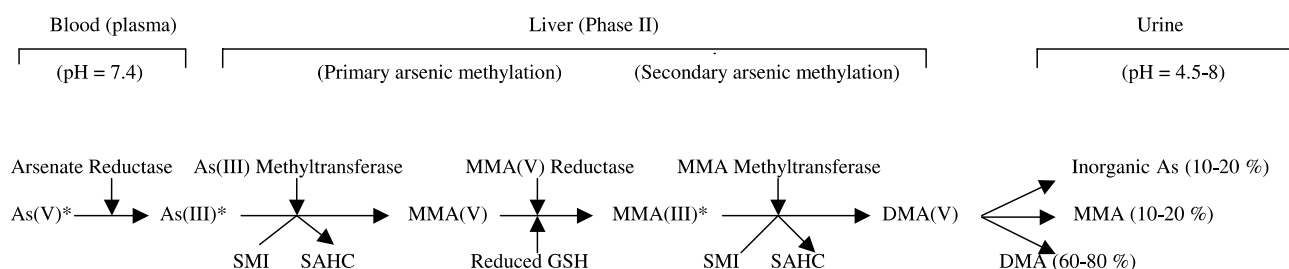 Blood (plasma) Liver (Phase II) Urine
(pH = 7.4) (Primary arsenic methylation) (Secondary arsenic methylation) (pH = 4.5-8)
Arsenate Reductase As(III) Methyltransferase MMA(V) Reductase MMA Methyltransferase Inorganic As (10-20 %)
As(V)* As(III)* MMA(V) MMA(III)* DMA(V) MMA (10-20 %)
SMI SAHC Reduced GSH SMI SAHC DMA (60-80 %)